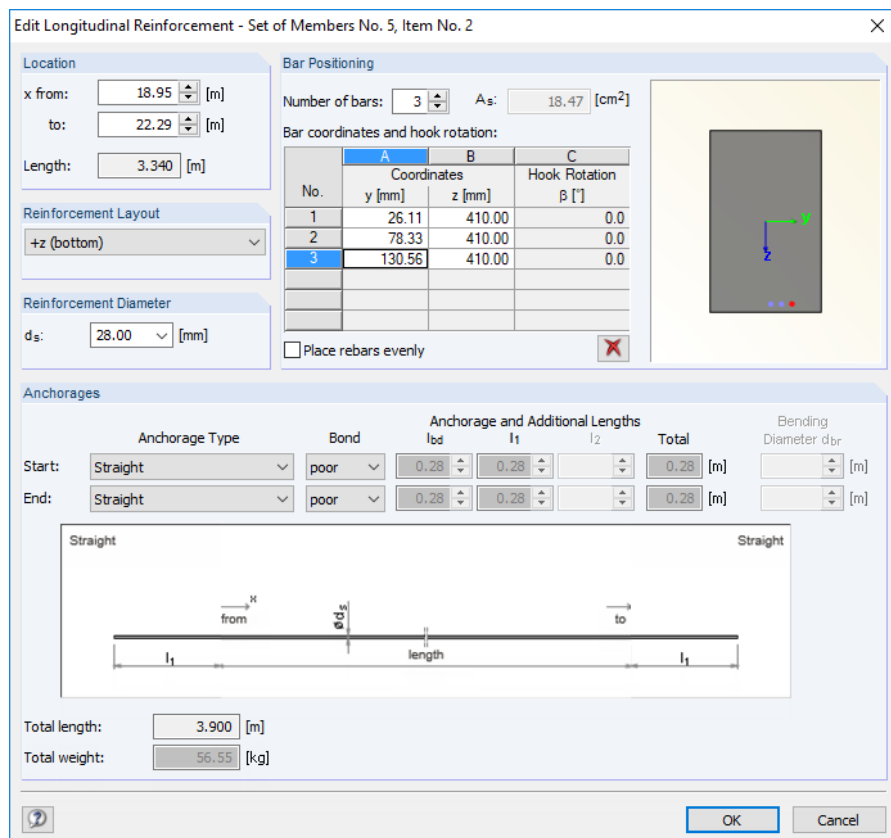 Edit Longitudinal Reinforcement - Set of Members No. 5, Item No. 2
Location
x from: 18.95 [m]
to: 22.29 [m]
Length: 3.340 [m]
Reinforcement Layout
+z (bottom)
Reinforcement Diameter
ds: 28.00 [mm]
Bar Positioning
Number of bars: 3 As: 18.47 [cm²]
Bar coordinates and hook rotation:
A B C
Coordinates Hook Rotation
No. y [mm] z [mm] β [°]
1 26.11 410.00 0.0
2 78.33 410.00 0.0
3 130.56 410.00 0.0
Place rebars evenly
y
z
Anchorages
Anchorage and Additional Lengths Bending
Anchorage Type Bond lbd l1 l2 Total Diameter dbr
Start: Straight poor 0.28 0.28 0.28 [m] [m]
End: Straight poor 0.28 0.28 0.28 [m] [m]
Straight Straight
x
from ø ds to
l1 length l1
Total length: 3.900 [m]
Total weight: 56.55 [kg]
OK Cancel